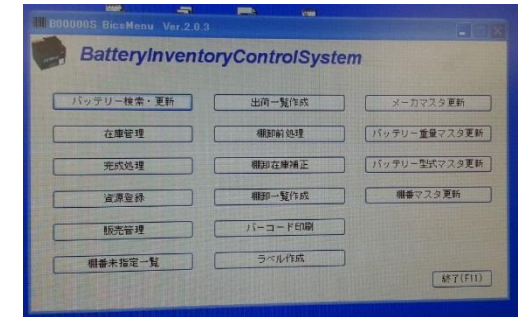 B00000S BicsMenu Ver.2.0.3
BatteryInventoryControlSystem
バッテリー検索・更新
在庫管理
完成処理
資源登録
販売管理
棚番未指定一覧
出荷一覧作成
棚卸前処理
棚卸在庫補正
棚卸一覧作成
バーコード印刷
ラベル作成
メーカマスタ更新
バッテリー重量マスタ更新
バッテリー型式マスタ更新
棚番マスタ更新
終了(F11)